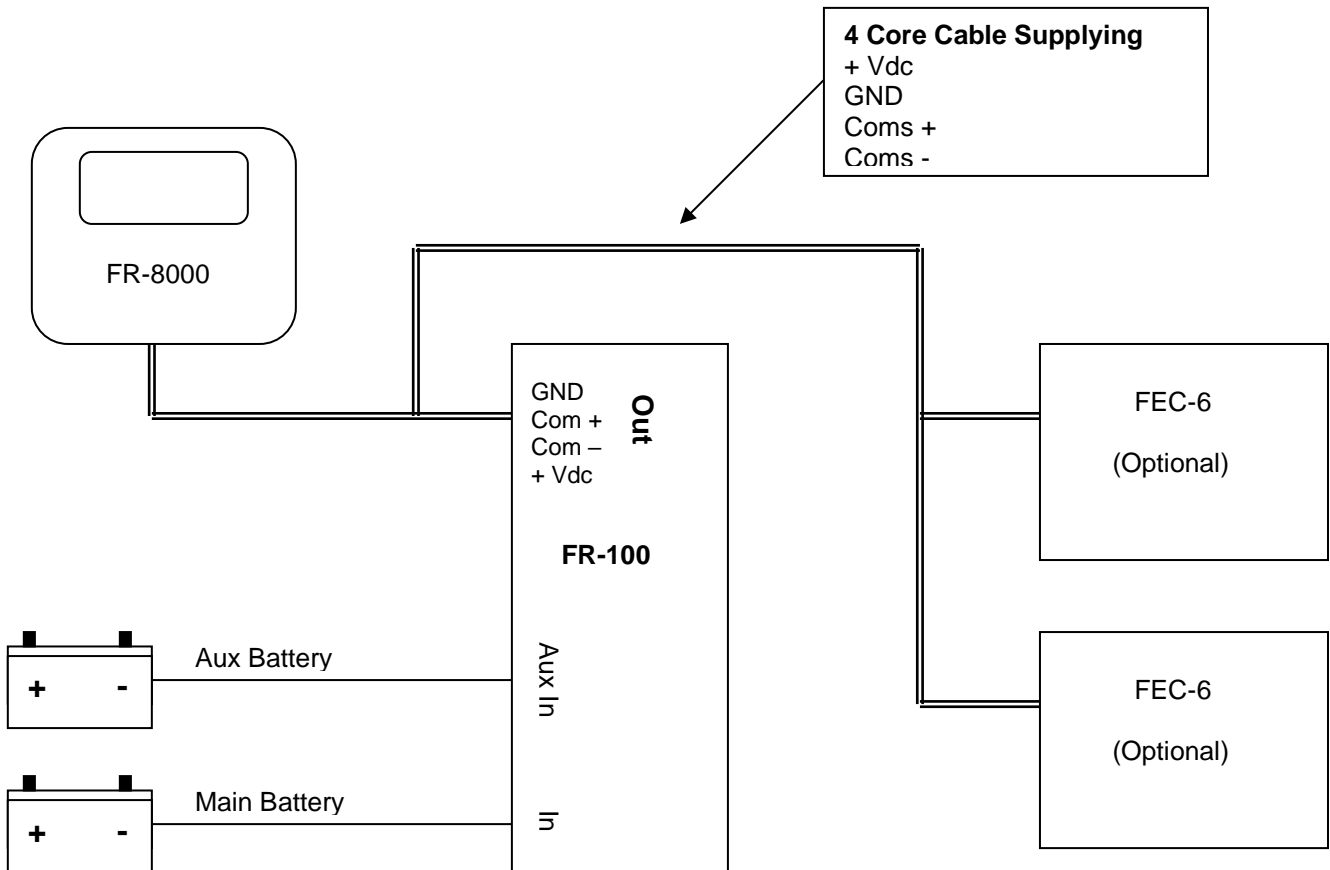 4 Core Cable Supplying
+ Vdc
GND
Coms +
Coms -
FR-8000
GND
Com +
Com –
+ Vdc
Out
FR-100
Aux In
In
FEC-6
(Optional)
FEC-6
(Optional)
Aux Battery
+ -
Main Battery
+ -